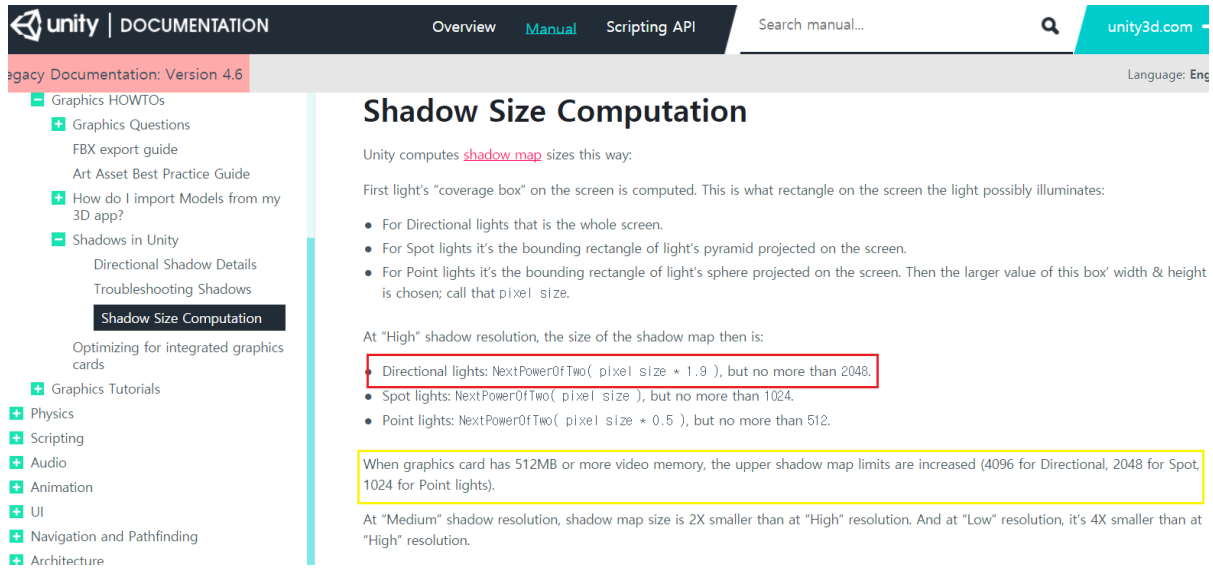 unity | DOCUMENTATION
Overview
Manual
Scripting API
Search manual...
unity3d.com
egacy Documentation: Version 4.6
Language: Eng
Graphics HOWTOs
Graphics Questions
FBX export guide
Art Asset Best Practice Guide
How do I import Models from my
3D app?
Shadows in Unity
Directional Shadow Details
Troubleshooting Shadows
Shadow Size Computation
Optimizing for integrated graphics
cards
Graphics Tutorials
Physics
Scripting
Audio
Animation
UI
Navigation and Pathfinding
Architecture
Shadow Size Computation
Unity computes shadow map sizes this way:
First light's “coverage box” on the screen is computed. This is what rectangle on the screen the light possibly illuminates:
• For Directional lights that is the whole screen.
• For Spot lights it's the bounding rectangle of light's pyramid projected on the screen.
• For Point lights it's the bounding rectangle of light's sphere projected on the screen. Then the larger value of this box' width & height
is chosen; call that pixel size.
At “High” shadow resolution, the size of the shadow map then is:
• Directional lights: NextPowerOfTwo( pixel size * 1.9 ), but no more than 2048.
• Spot lights: NextPowerOfTwo( pixel size ), but no more than 1024.
• Point lights: NextPowerOfTwo( pixel size * 0.5 ), but no more than 512.
When graphics card has 512MB or more video memory, the upper shadow map limits are increased (4096 for Directional, 2048 for Spot,
1024 for Point lights).
At “Medium” shadow resolution, shadow map size is 2X smaller than at “High” resolution. And at “Low” resolution, it's 4X smaller than at
“High” resolution.